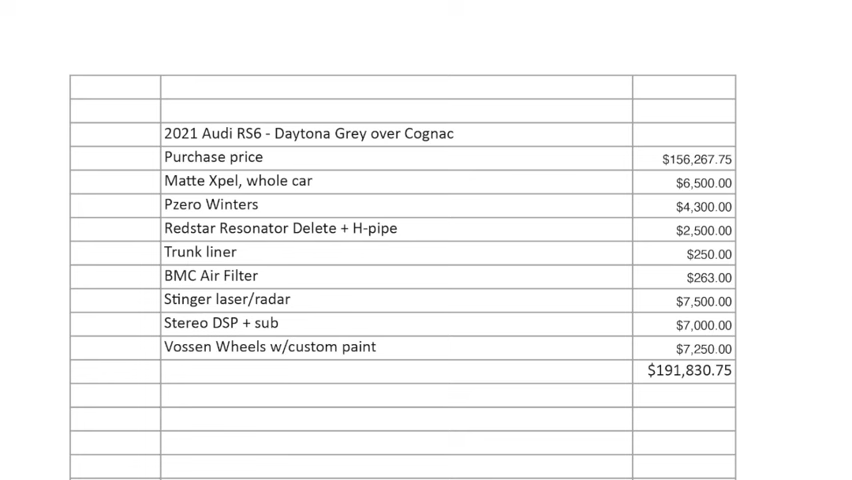 2021 Audi RS6 - Daytona Grey over Cognac
Purchase price $156,267.75
Matte Xpel, whole car $6,500.00
Pzero Winters $4,300.00
Redstar Resonator Delete + H-pipe $2,500.00
Trunk liner $250.00
BMC Air Filter $263.00
Stinger laser/radar $7,500.00
Stereo DSP + sub $7,000.00
Vossen Wheels w/custom paint $7,250.00
$191,830.75